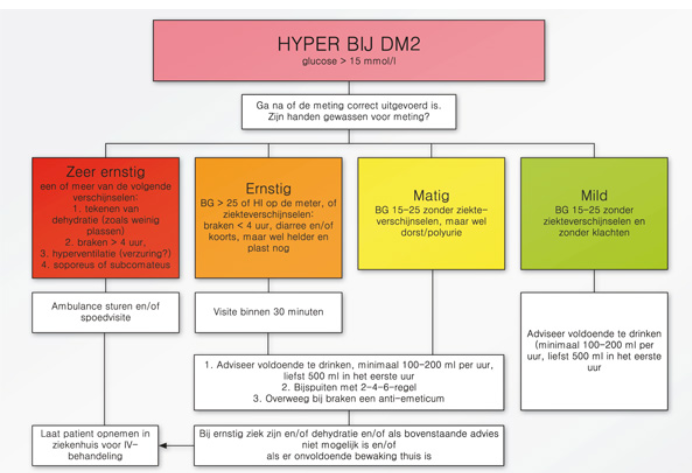 HYPER BIJ DM2
glucose > 15 mmol/l
Ga na of de meting correct uitgevoerd is.
Zijn handen gewassen voor meting?
Zeer ernstig
een of meer van de volgende
verschijnselen:
1. tekenen van
dehydratie (zoals weinig
plassen)
2. braken > 4 uur,
3. hyperventilatie (verzuring?)
4. soporeus of subcomateus
Ernstig
BG > 25 of HI op de meter, of
ziekteverschijnselen:
braken < 4 uur, diarree en/of
koorts, maar wel helder en
plast nog
Matig
BG 15-25 zonder ziekte-
verschijnselen, maar wel
dorst/polyurie
Mild
BG 15-25 zonder
ziekteverschijnselen en
zonder klachten
Ambulance sturen en/of
spoedvisite
Visite binnen 30 minuten
Adviseer voldoende te drinken
(minimaal 100-200 ml per
uur, liefst 500 ml in het eerste
uur
1. Adviseer voldoende te drinken, minimaal 100-200 ml per uur,
liefst 500 ml in het eerste uur
2. Bijspuiten met 2-4-6-regel
3. Overweeg bij braken een anti-emeticum
Laat patient opnemen in
ziekenhuis voor IV-
behandeling
Bij ernstig ziek zijn en/of dehydratie en/of als bovenstaande advies
niet mogelijk is en/of
als er onvoldoende bewaking thuis is